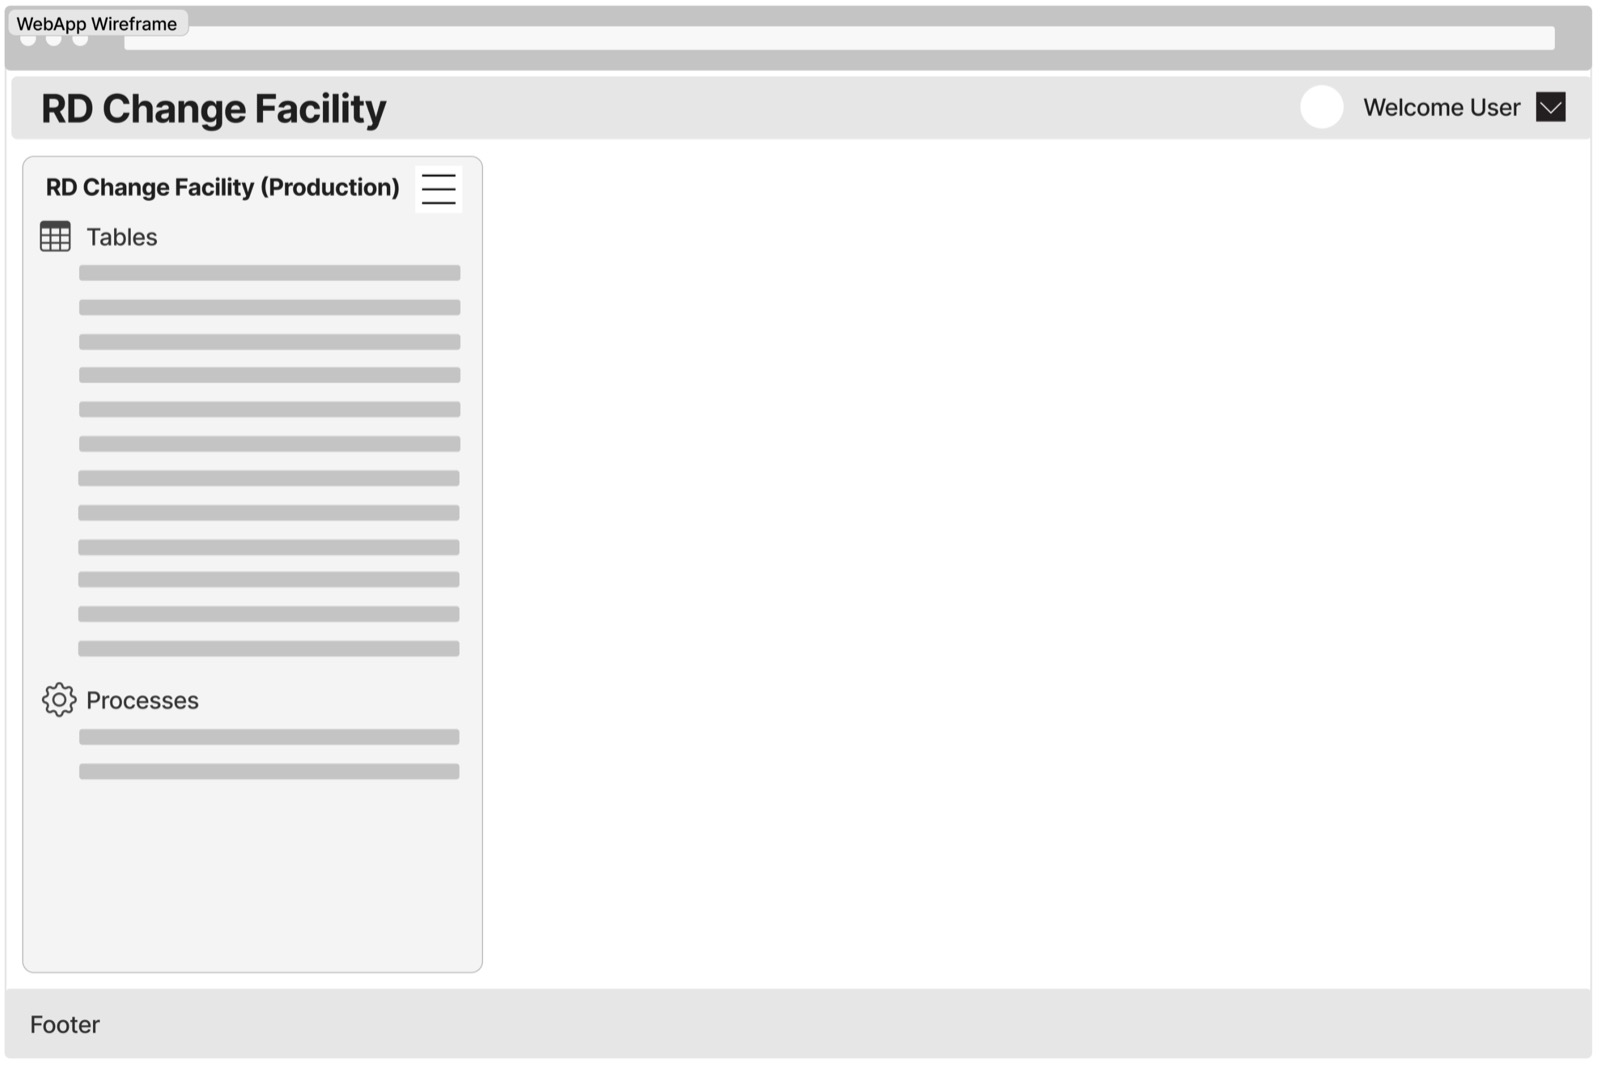 WebApp Wireframe
RD Change Facility
Welcome User
RD Change Facility (Production)
Tables
Processes
Footer